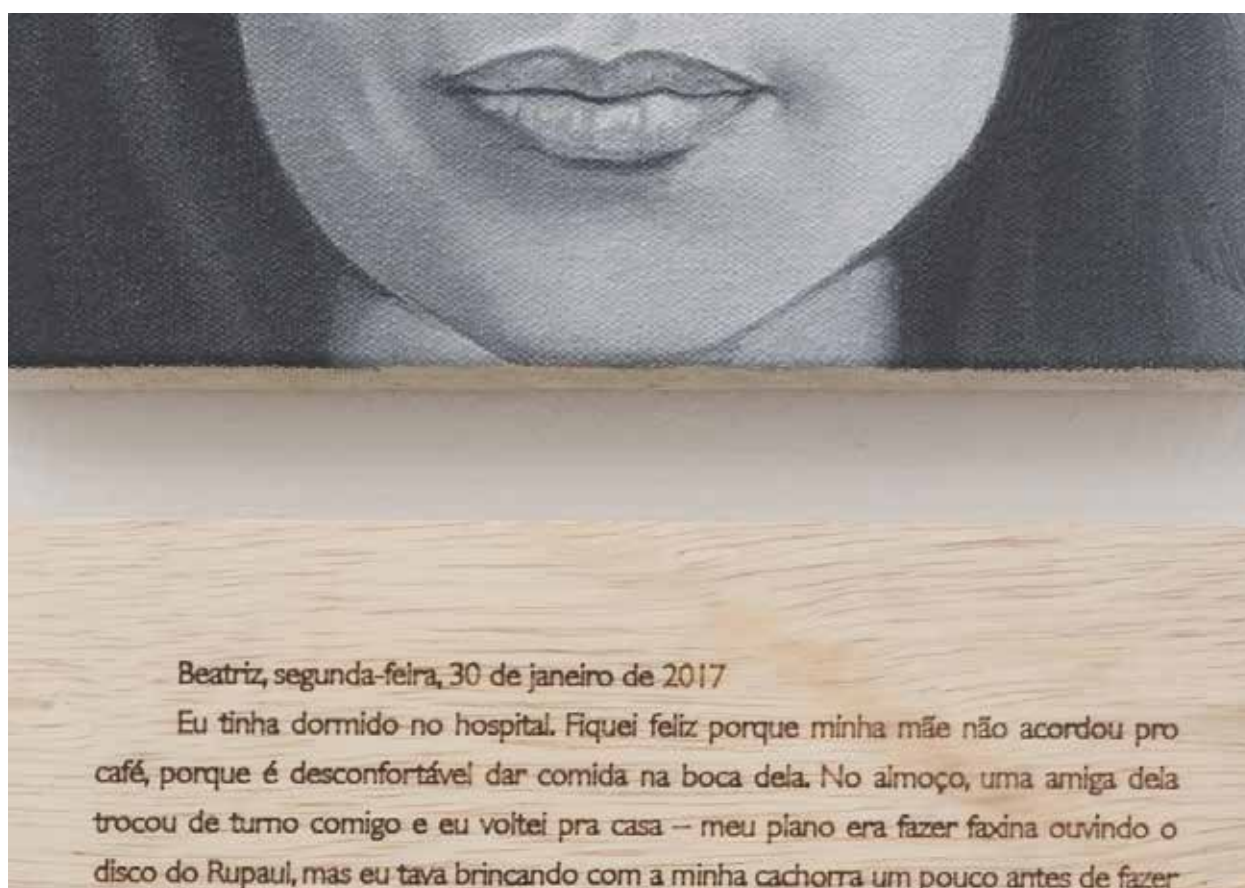 Beatriz, segunda-feira, 30 de janeiro de 2017
Eu tinha dormido no hospital. Fiquei feliz porque minha mãe não acordou pro
café, porque é desconfortável dar comida na boca dela. No almoço, uma amiga dela
trocou de turno comigo e eu voltei pra casa – meu plano era fazer faxina ouvindo o
disco do Rupaul, mas eu tava brincando com a minha cachorra um pouco antes de fazer